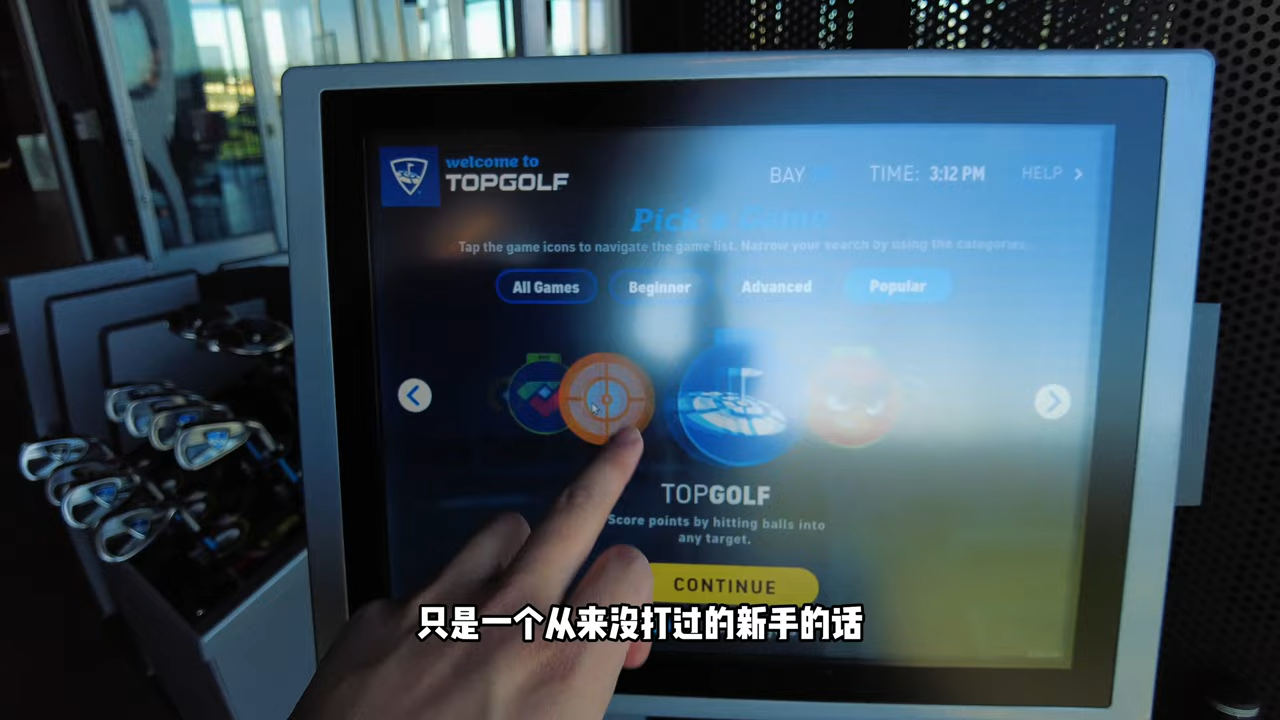 welcome to
TOPGOLF
BAY
TIME: 3:12 PM
HELP
Pick a Game
Tap the game icons to navigate the game list. Narrow your search by using the categories.
All Games
Beginner
Advanced
Popular
TOPGOLF
Score points by hitting balls into
any target.
CONTINUE
只是一个从来没打过的新手的话